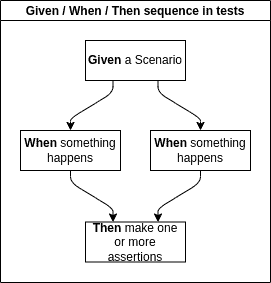 Given / When / Then sequence in tests
Given a Scenario
When something
happens
When something
happens
Then make one
or more
assertions